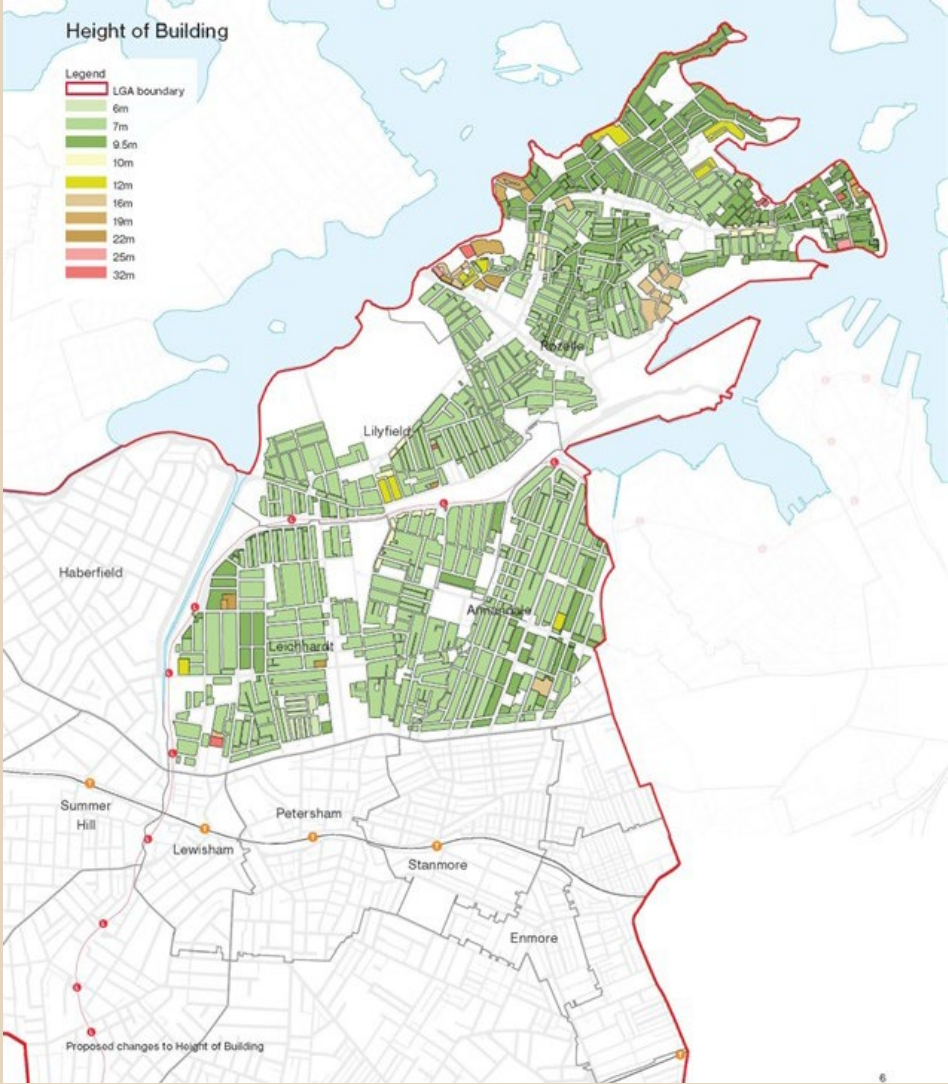 Height of Building
Legend
LGA boundary
6m
7m
9.5m
10m
12m
16m
19m
22m
25m
32m
Rozelle
Lilyfield
L
L
L
Haberfield
L
Annandale
Leichhardt
L
L
T
Summer
Hill
Petersham
T
T
L
Lewisham
T
Stanmore
L
Enmore
L
L
Proposed changes to Height of Building
T
6